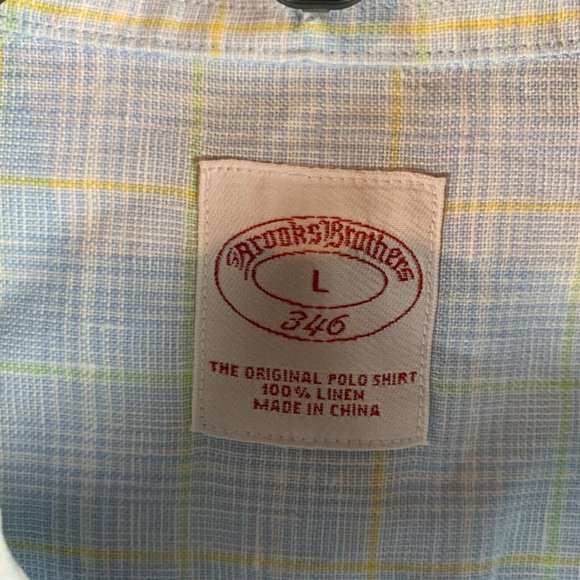 Brooks Brothers
L
346
THE ORIGINAL POLO SHIRT
100% LINEN
MADE IN CHINA